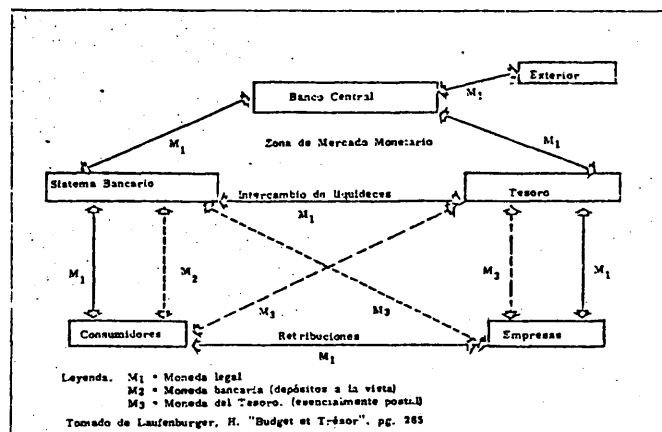 Exterior
Banco Central
M1
Zona de Mercado Monetario
M1
M1
Sistema Bancario
Intercambio de liquideces
Tesoro
M1
M1
M2
M3
M3
M3
M1
Consumidores
Retribuciones
Empresas
M1
Leyenda. M1 = Moneda legal
M2 = Moneda bancaria (depósitos a la vista)
M3 = Moneda del Tesoro. (esencialmente postal)
Tomado de Laufenburger, H. "Budget et Trésor". pg. 265